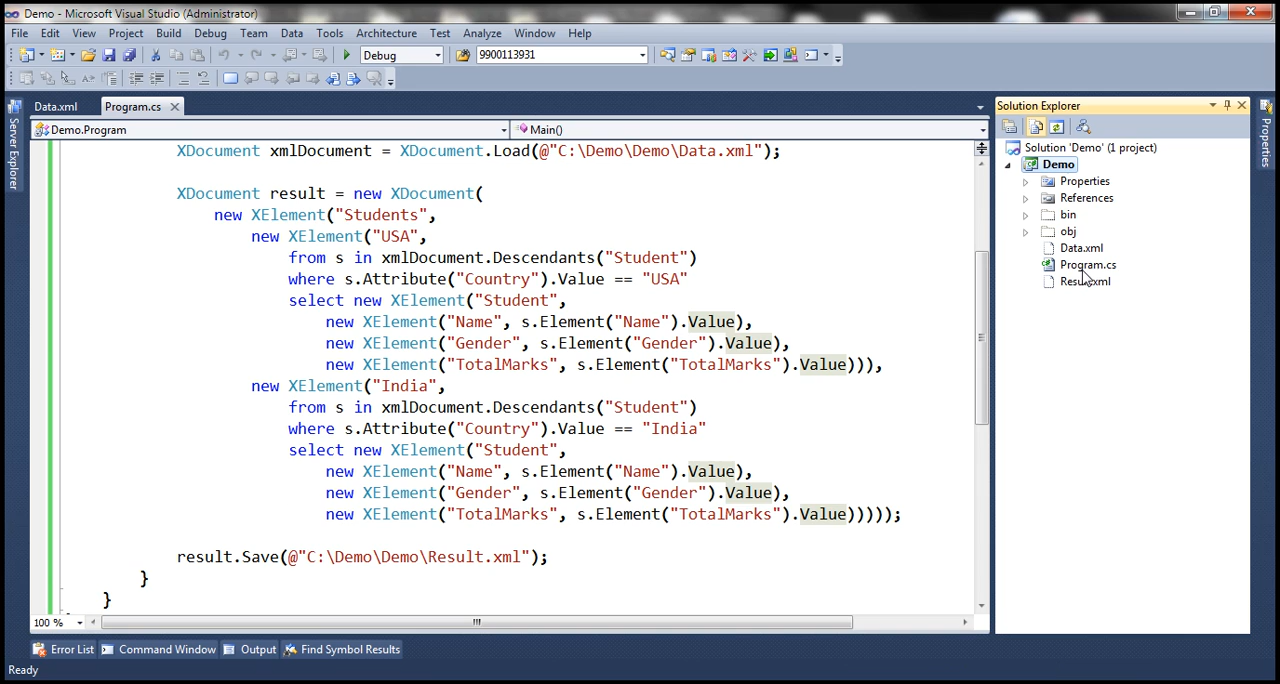 Demo - Microsoft Visual Studio (Administrator)
File Edit View Project Build Debug Team Data Tools Architecture Test Analyze Window Help
Debug 9900113931
Data.xml Program.cs
Demo.Program Main()
XDocument xmlDocument = XDocument.Load(@"C:\Demo\Demo\Data.xml");
XDocument result = new XDocument(
new XElement("Students",
new XElement("USA",
from s in xmlDocument.Descendants("Student")
where s.Attribute("Country").Value == "USA"
select new XElement("Student",
new XElement("Name", s.Element("Name").Value),
new XElement("Gender", s.Element("Gender").Value),
new XElement("TotalMarks", s.Element("TotalMarks").Value))),
new XElement("India",
from s in xmlDocument.Descendants("Student")
where s.Attribute("Country").Value == "India"
select new XElement("Student",
new XElement("Name", s.Element("Name").Value),
new XElement("Gender", s.Element("Gender").Value),
new XElement("TotalMarks", s.Element("TotalMarks").Value)))));
result.Save(@"C:\Demo\Demo\Result.xml");
}
}
100 %
Server Explorer
Solution Explorer
Solution 'Demo' (1 project)
Demo
Properties
References
bin
obj
Data.xml
Program.cs
Result.xml
Properties
Error List Command Window Output Find Symbol Results
Ready